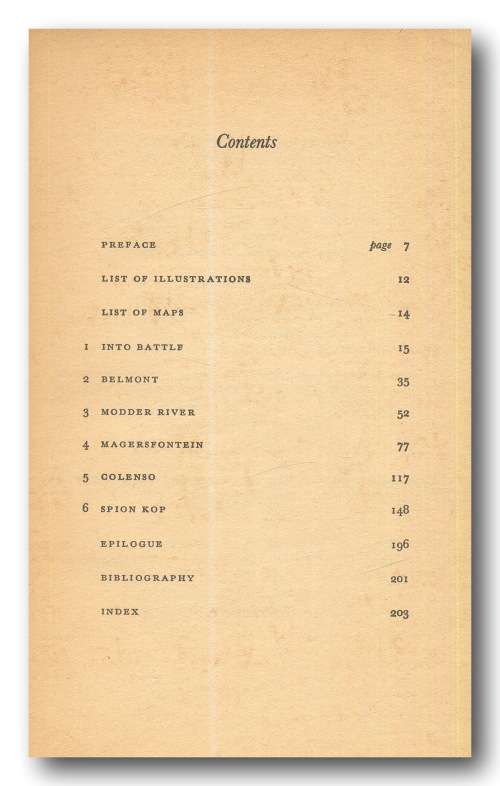 Contents
PREFACE page 7
LIST OF ILLUSTRATIONS 12
LIST OF MAPS 14
1 INTO BATTLE 15
2 BELMONT 35
3 MODDER RIVER 52
4 MAGERSFONTEIN 77
5 COLENSO 117
6 SPION KOP 148
EPILOGUE 196
BIBLIOGRAPHY 201
INDEX 203